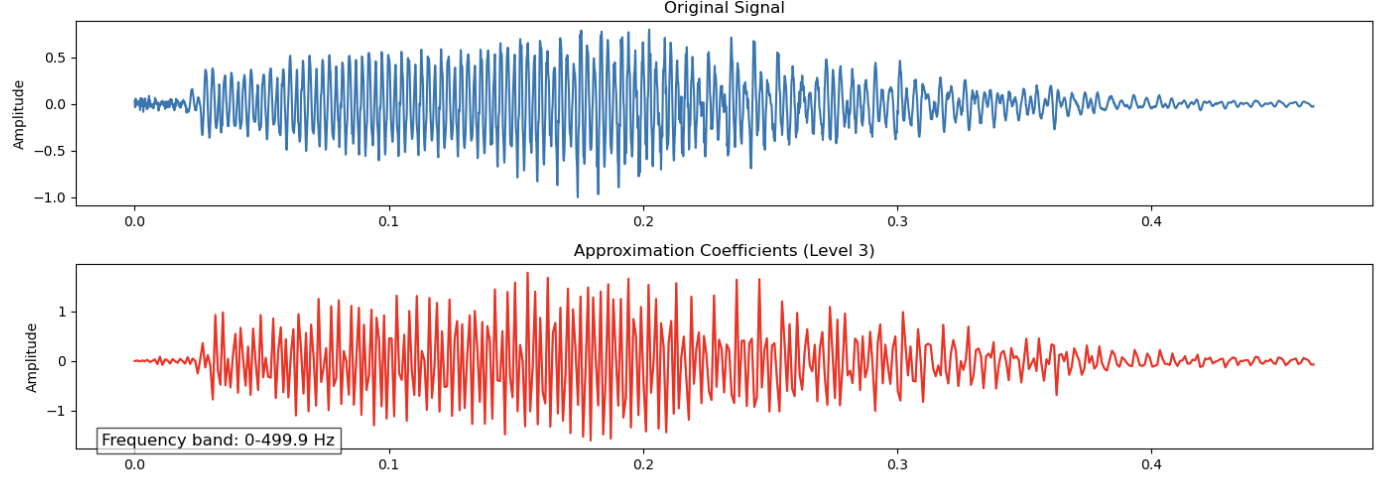 Original Signal
Amplitude
0.5
0.0
−0.5
−1.0
0.0 0.1 0.2 0.3 0.4
Approximation Coefficients (Level 3)
Amplitude
1
0
−1
Frequency band: 0-499.9 Hz
0.0 0.1 0.2 0.3 0.4